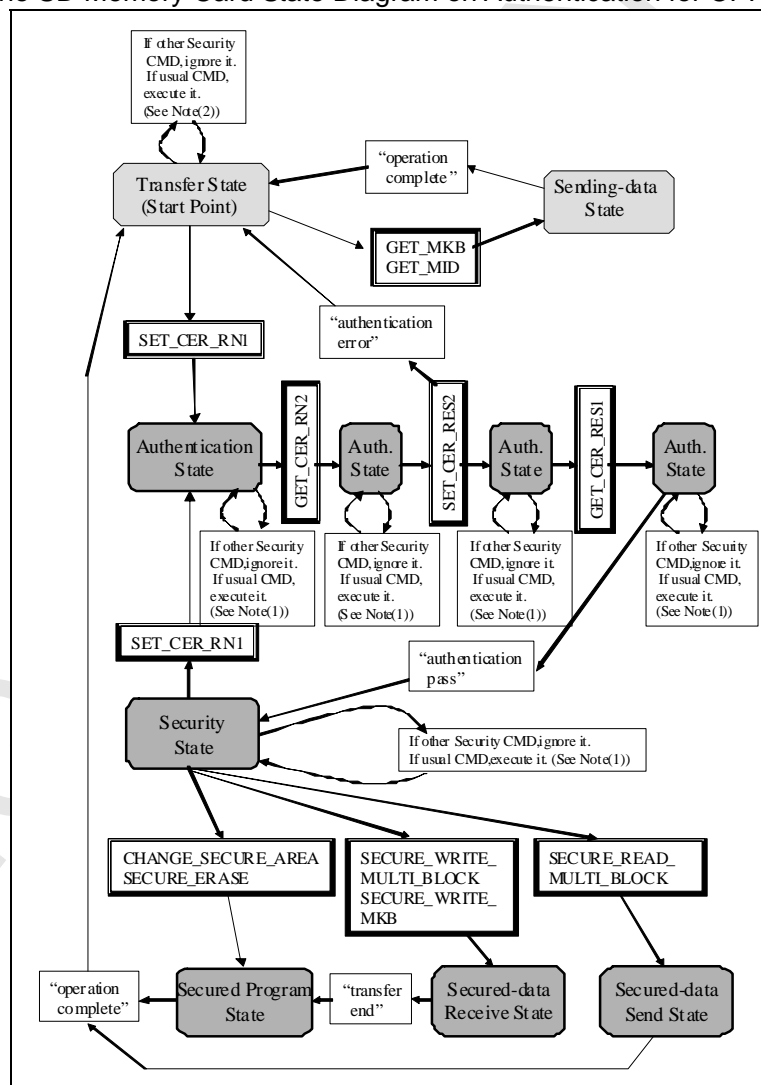 If other Security
CMD, ignore it.
If usual CMD,
execute it.
(See Note(2))
Transfer State
(Start Point)
“operation
complete”
Sending-data
State
GET_MKB
GET_MID
SET_CER_RN1
“authentication
error”
Authentication
State
GET_CER_RN2
Auth.
State
SET_CER_RES2
Auth.
State
GET_CER_RES1
Auth.
State
If other Security
CMD,ignore it.
If usual CMD,
execute it.
(See Note(1))
If other Security
CMD, ignore it.
If usual CMD,
execute it.
(See Note(1))
If other Security
CMD, ignore it.
If usual CMD,
execute it.
(See Note(1))
If other Security
CMD,ignore it.
If usual CMD,
execute it.
(See Note(1))
SET_CER_RN1
“authentication
pass”
Security
State
If other Security CMD,ignore it.
If usual CMD,execute it. (See Note(1))
CHANGE_SECURE_AREA
SECURE_ERASE
SECURE_WRITE_
MULTI_BLOCK
SECURE_WRITE_
MKB
SECURE_READ_
MULTI_BLOCK
“operation
complete”
Secured Program
State
“transfer
end”
Secured-data
Receive State
Secured-data
Send State